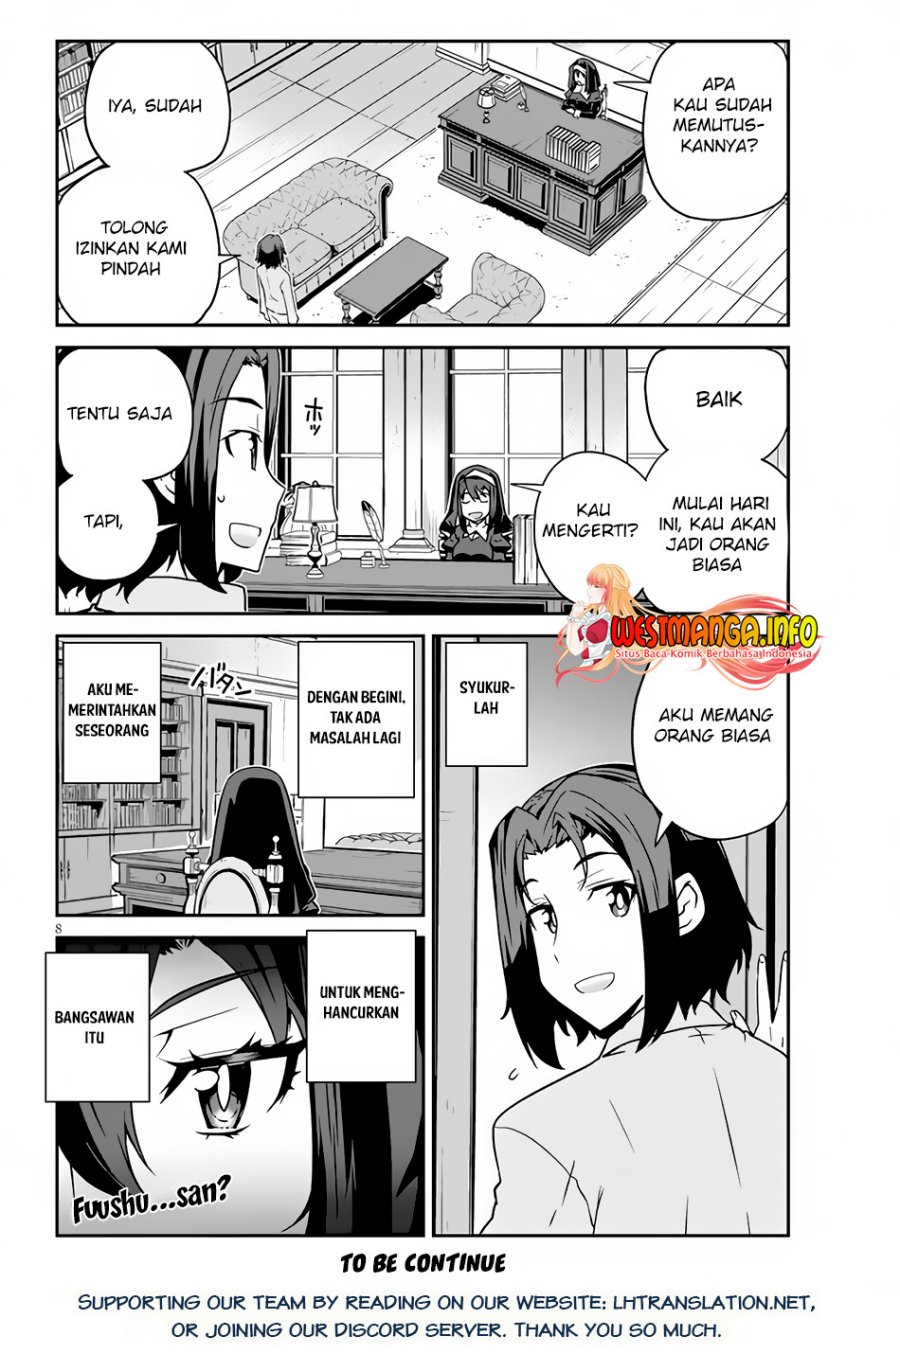 APA
KAU SUDAH
MEMUTUS-
KANNYA?
IYA, SUDAH
TOLONG
IZINKAN KAMI
PINDAH
BAIK
MULAI HARI
INI, KAU AKAN
JADI ORANG
BIASA
KAU
MENGERTI?
ホッ
TENTU SAJA
TAPI,
WESTMANGA.INFO
Situs Baca Komik Berbahasa Indonesia
AKU MEMANG
ORANG BIASA
SYUKUR-
LAH
DENGAN BEGINI,
TAK ADA
MASALAH LAGI
バタン
AKU ME-
MERINTAHKAN
SESEORANG
8
UNTUK MENG-
HANCURKAN
BANGSAWAN
ITU
Fuushu...san?
TO BE CONTINUE
SUPPORTING OUR TEAM BY READING ON OUR WEBSITE: LHTRANSLATION.NET,
OR JOINING OUR DISCORD SERVER. THANK YOU SO MUCH.